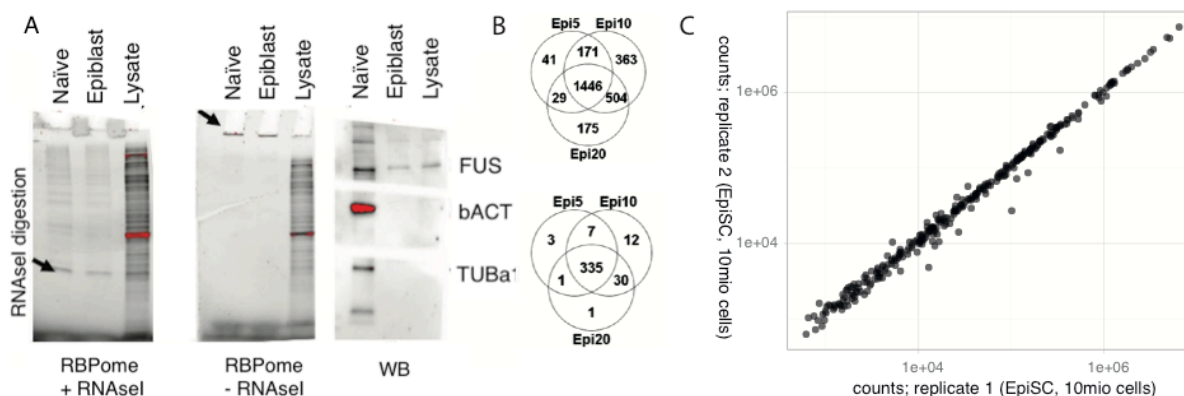 A
Naïve
Epiblast
Lysate
Naïve
Epiblast
Lysate
Naïve
Epiblast
Lysate
RNAseI digestion
FUS
bACT
TUBa1
RBPome
+ RNAseI
RBPome
- RNAseI
WB
B
Epi5
Epi10
171
41
363
1446
29
504
175
Epi20
Epi5
Epi10
7
3
12
335
1
30
1
Epi20
C
counts; replicate 2 (EpiSC, 10mio cells)
1e+06
1e+04
1e+04
1e+06
counts; replicate 1 (EpiSC, 10mio cells)